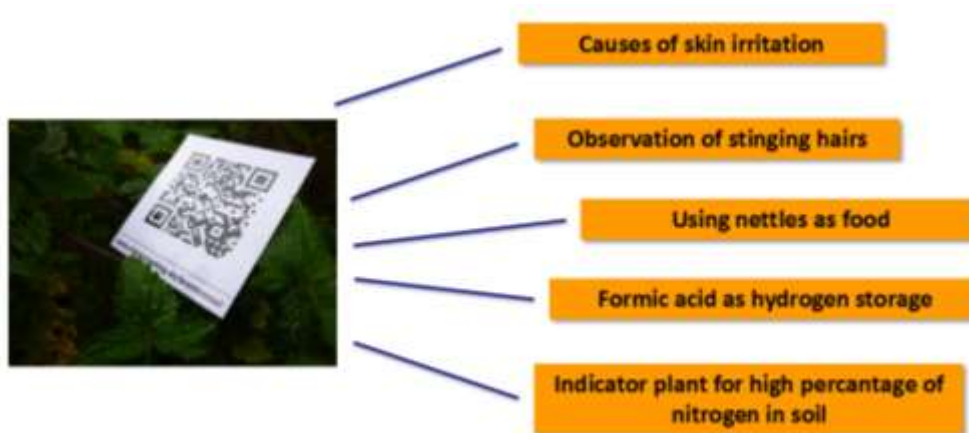 Causes of skin irritation
Observation of stinging hairs
Using nettles as food
Formic acid as hydrogen storage
Indicator plant for high percantage of
nitrogen in soil